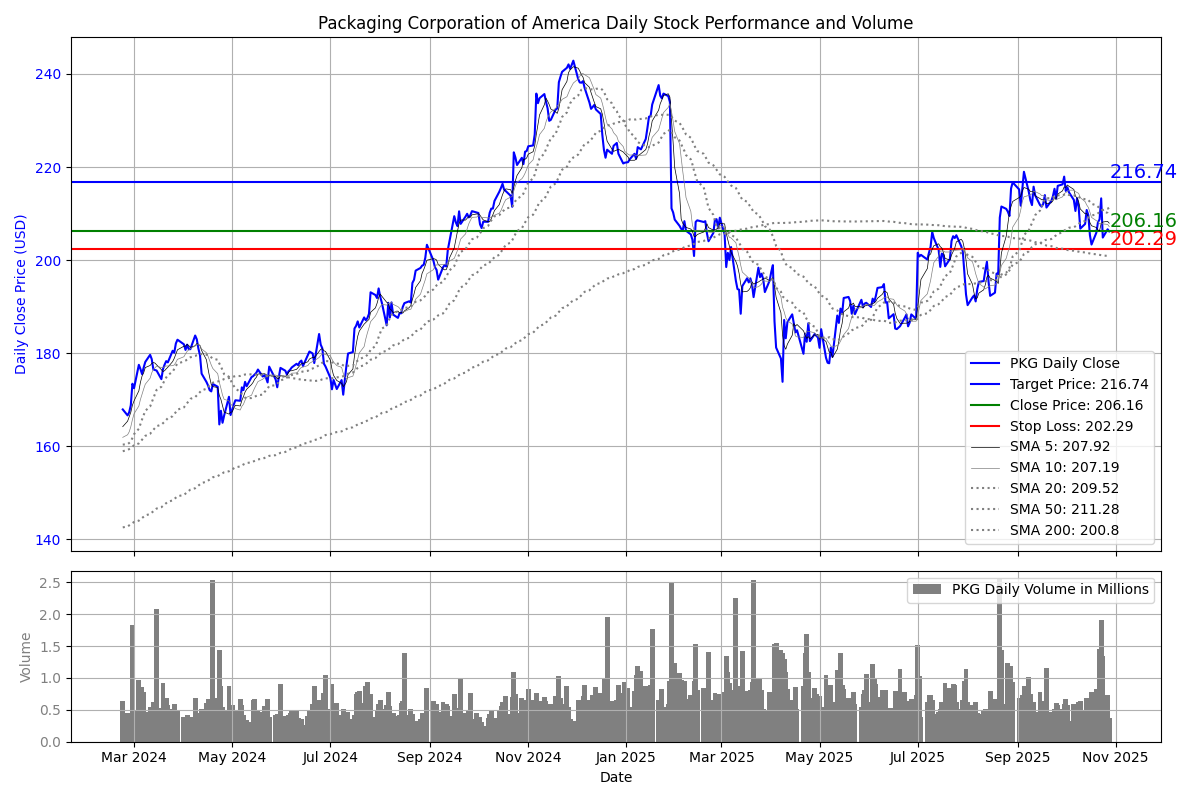 Packaging Corporation of America Daily Stock Performance and Volume
Daily Close Price (USD)
240
220
200
180
160
140
216.74
206.16
202.29
PKG Daily Close
Target Price: 216.74
Close Price: 206.16
Stop Loss: 202.29
SMA 5: 207.92
SMA 10: 207.19
SMA 20: 209.52
SMA 50: 211.28
SMA 200: 200.8
Volume
2.5
2.0
1.5
1.0
0.5
0.0
PKG Daily Volume in Millions
Mar 2024 May 2024 Jul 2024 Sep 2024 Nov 2024 Jan 2025 Mar 2025 May 2025 Jul 2025 Sep 2025 Nov 2025
Date